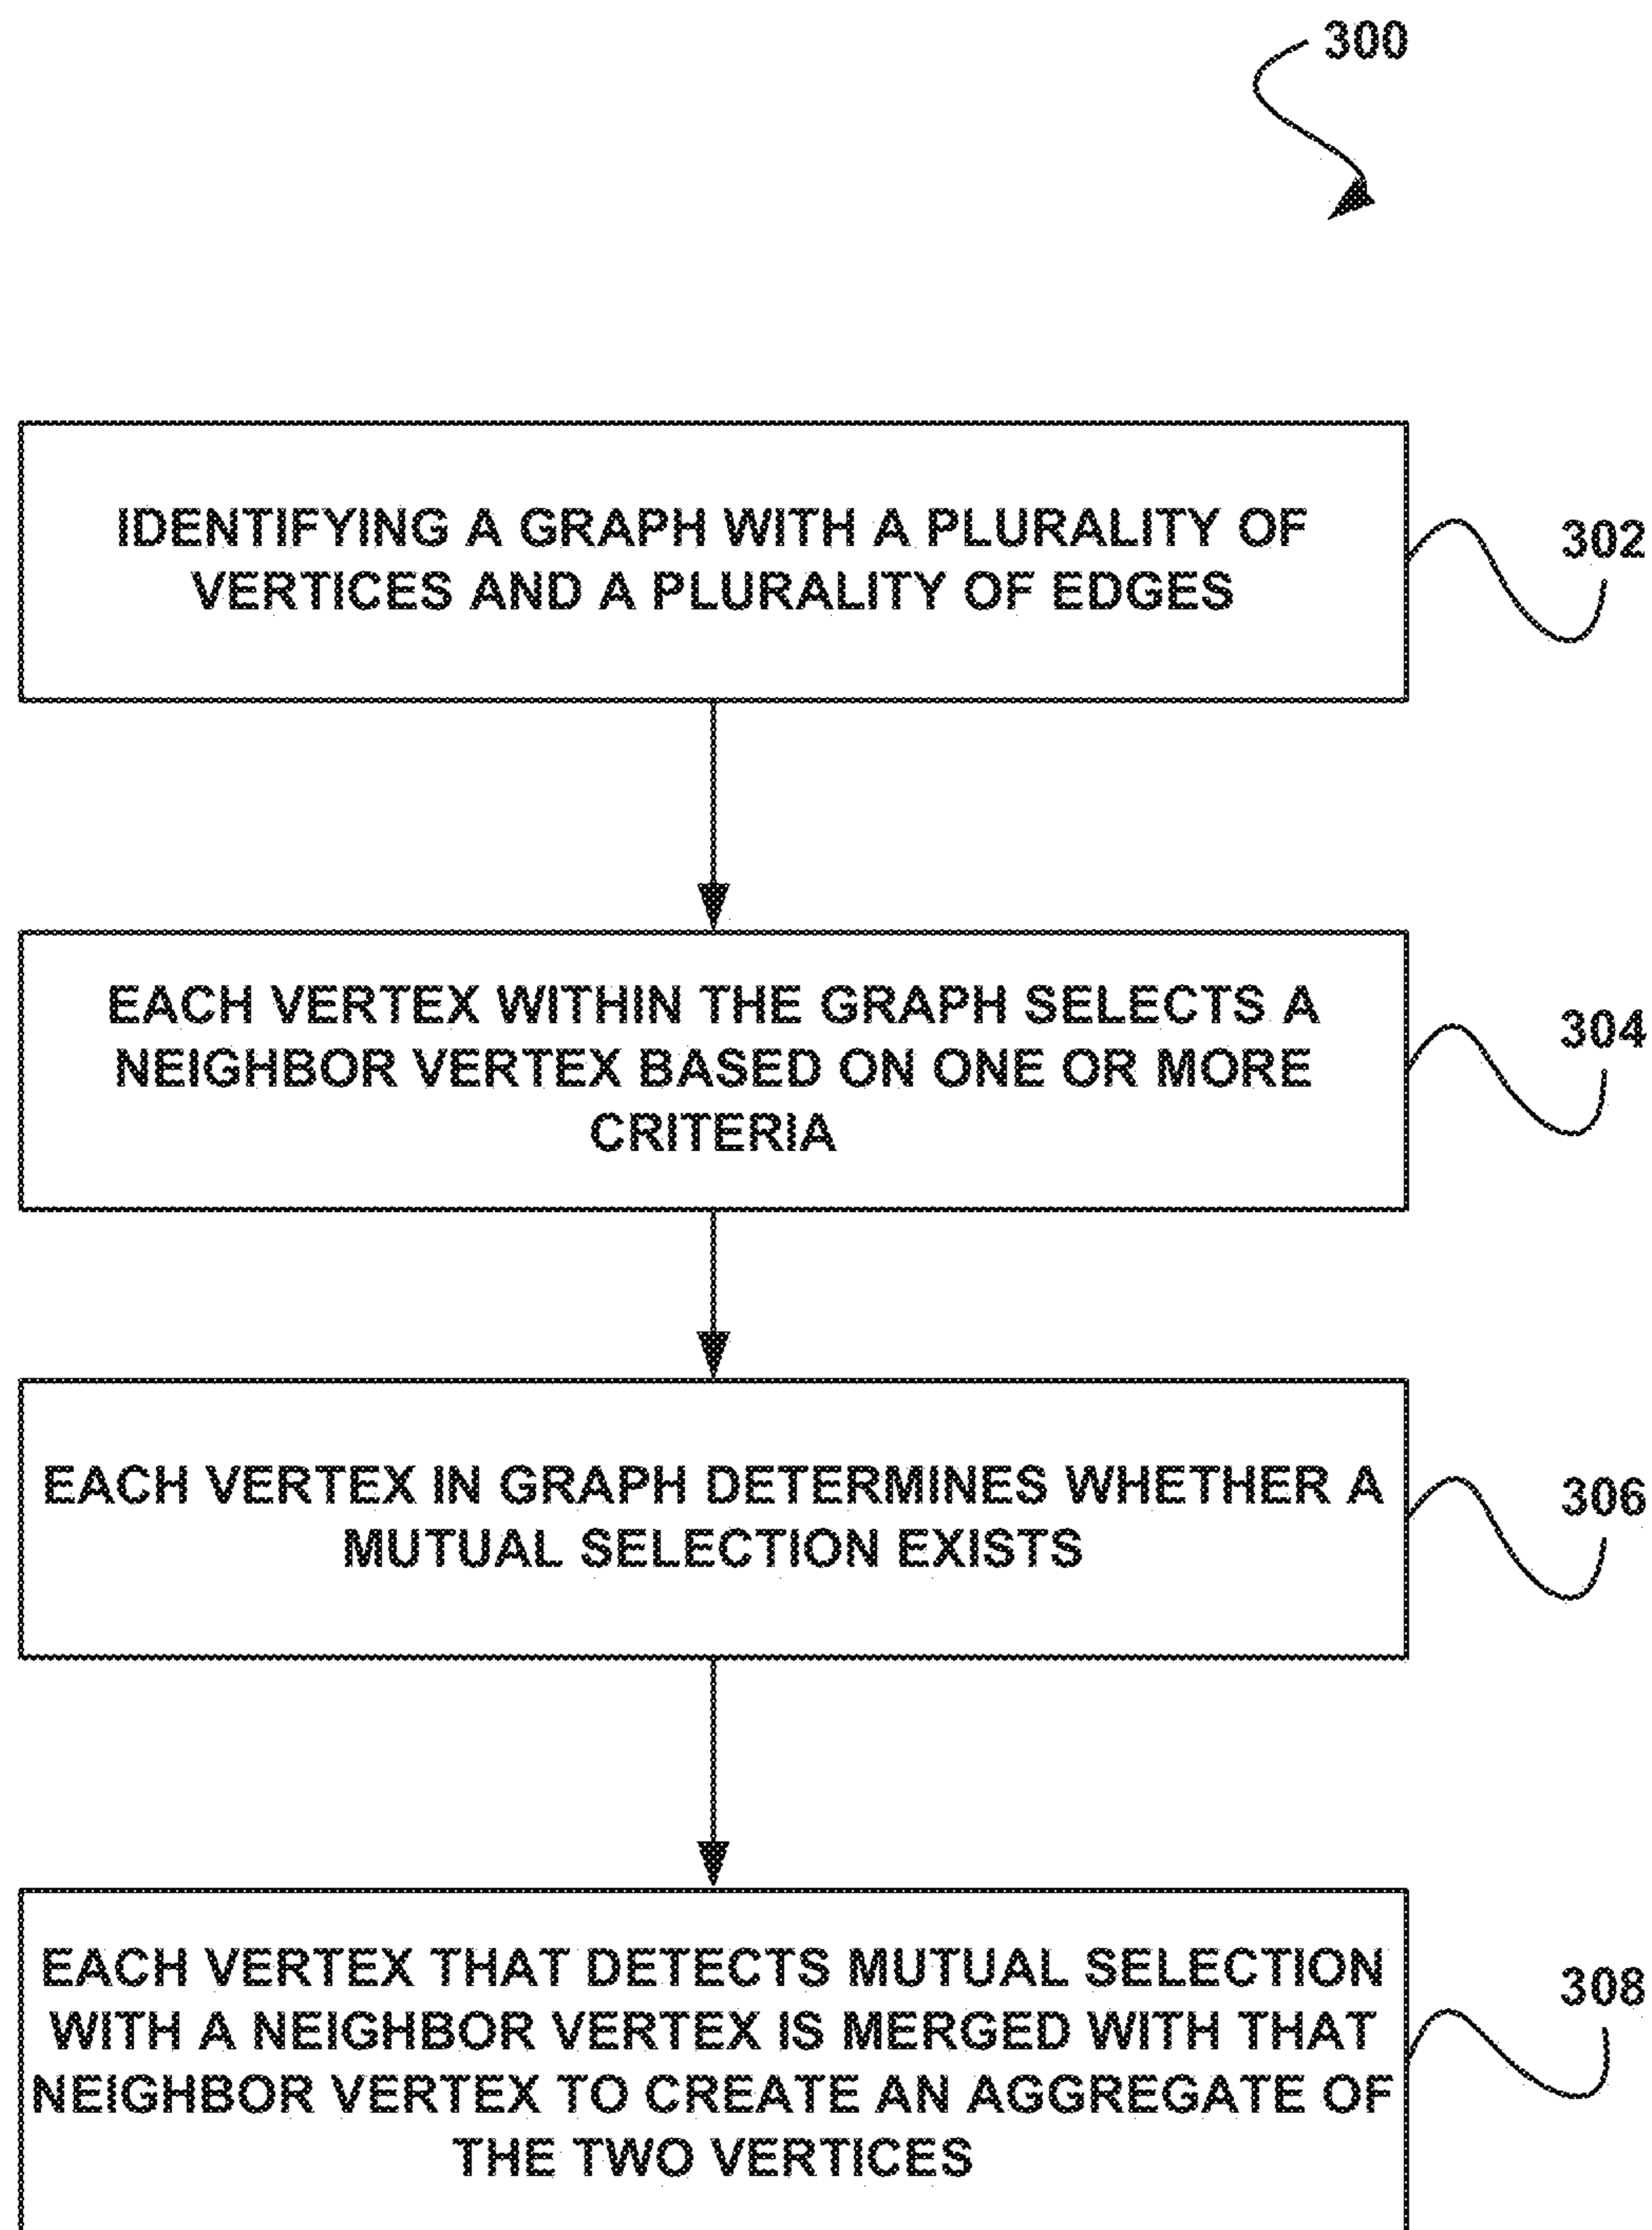 300
IDENTIFYING A GRAPH WITH A PLURALITY OF
VERTICES AND A PLURALITY OF EDGES
302
EACH VERTEX WITHIN THE GRAPH SELECTS A
NEIGHBOR VERTEX BASED ON ONE OR MORE
CRITERIA
304
EACH VERTEX IN GRAPH DETERMINES WHETHER A
MUTUAL SELECTION EXISTS
306
EACH VERTEX THAT DETECTS MUTUAL SELECTION
WITH A NEIGHBOR VERTEX IS MERGED WITH THAT
NEIGHBOR VERTEX TO CREATE AN AGGREGATE OF
THE TWO VERTICES
308